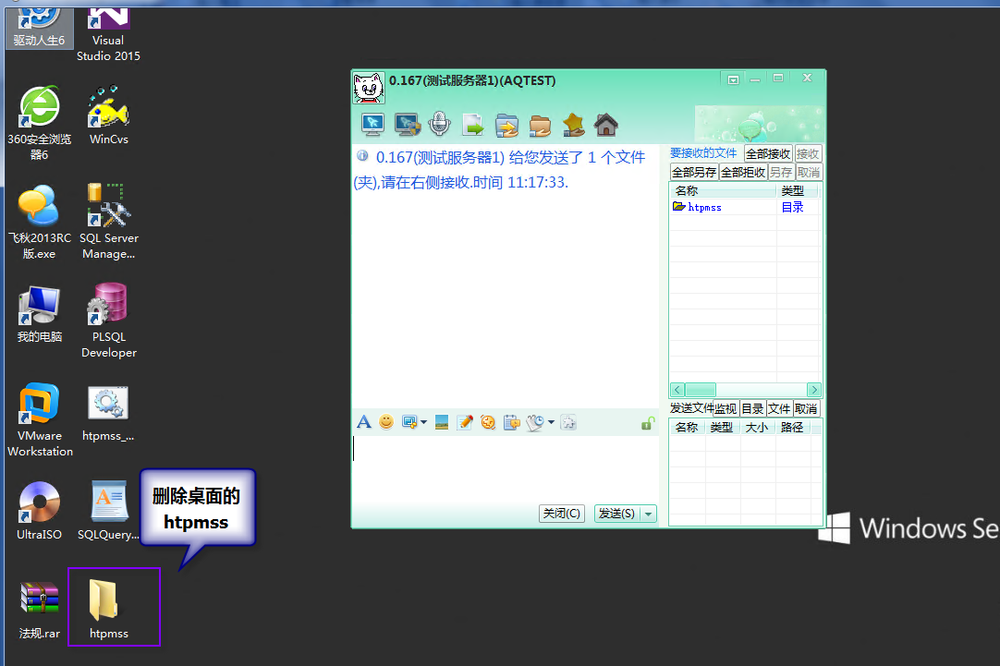 驱动人生6
Visual
Studio 2015
360安全浏览
器6
WinCvs
飞秋2013RC
版.exe
SQL Server
Manage...
我的电脑
PLSQL
Developer
VMware
Workstation
htpmss_...
UltraISO
SQLQuery...
法规.rar
htpmss
删除桌面的
htpmss
0.167(测试服务器1)(AQTEST)
0.167(测试服务器1) 给您发送了 1 个文件
(夹),请在右侧接收.时间 11:17:33.
要接收的文件 全部接收 接收
全部另存 全部拒收 另存 取消
名称 类型
htpmss 目录
发送文件 监视 目录 文件 取消
名称 类型 大小 路径
关闭(C) 发送(S)
Windows Se